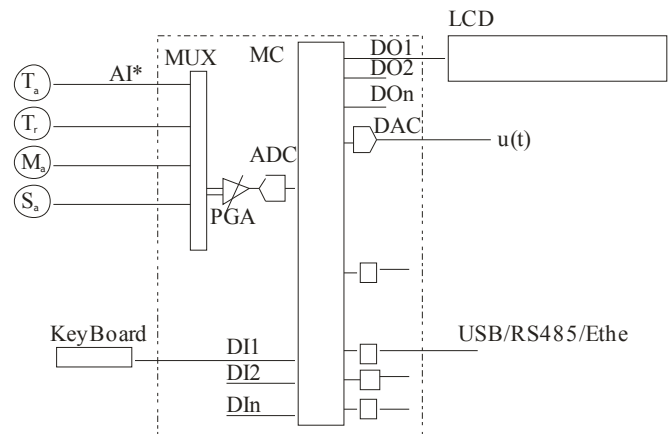 LCD
MUX
MC
DO1
DO2
DOn
AI*
Ta
Tr
Ma
Sa
DAC
u(t)
ADC
PGA
KeyBoard
USB/RS485/Ethe
DI1
DI2
DIn